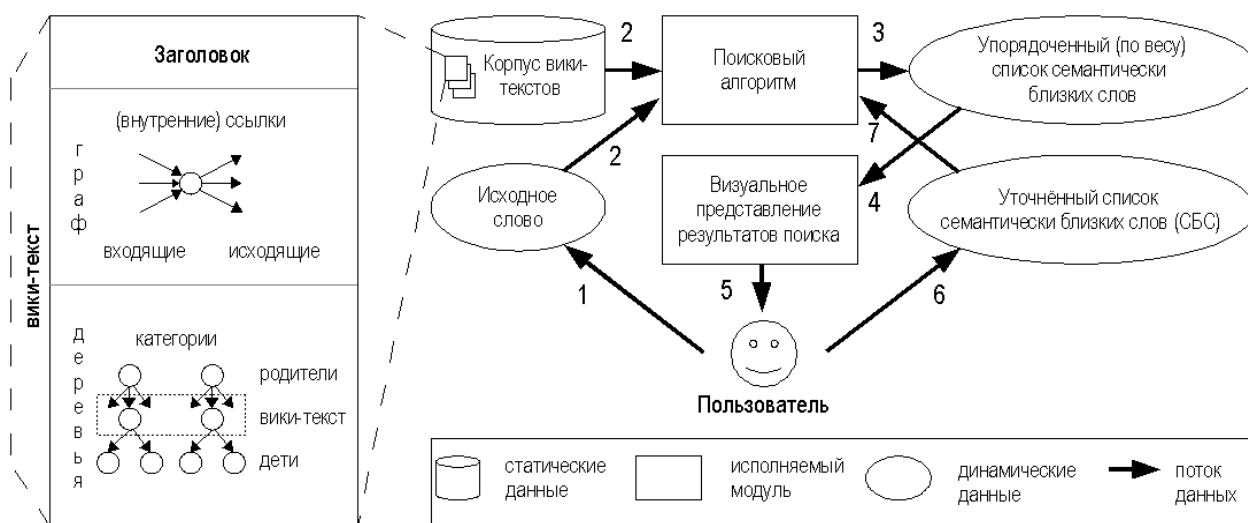 вики-текст
Заголовок
(внутренние) ссылки
граф
входящие
исходящие
деревья
категории
родители
вики-текст
дети
Корпус вики-
текстов
2
Поисковый
алгоритм
3
Упорядоченный (по весу)
список семантически
близких слов
2
7
Исходное
слово
Визуальное
представление
результатов поиска
4
Уточнённый список
семантически близких слов (СБС)
1
5
6
Пользователь
статические
данные
исполняемый
модуль
динамические
данные
поток
данных